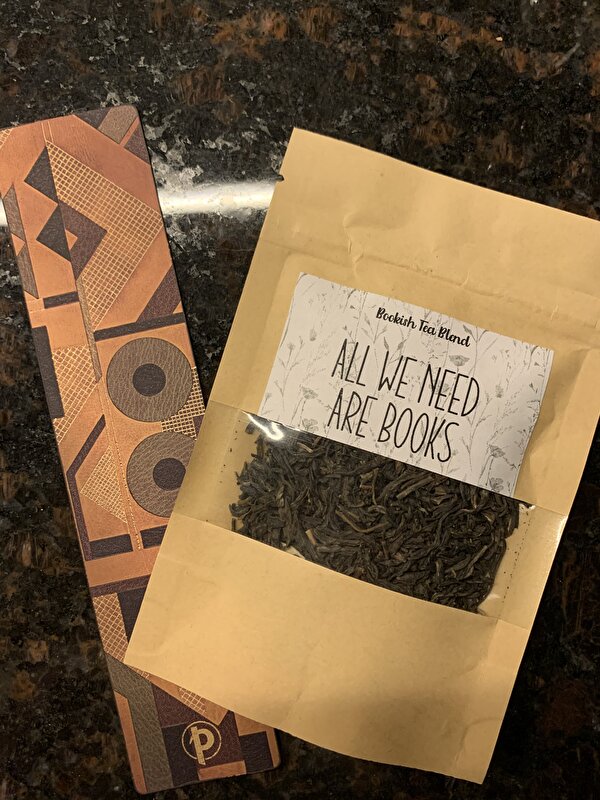 Bookish Tea Blend
ALL WE NEED
ARE BOOKS
p